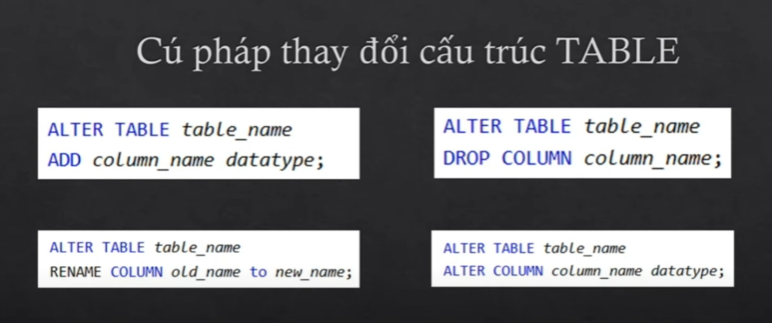 Cú pháp thay đổi cấu trúc TABLE
ALTER TABLE table_name
ADD column_name datatype;
ALTER TABLE table_name
DROP COLUMN column_name;
ALTER TABLE table_name
RENAME COLUMN old_name to new_name;
ALTER TABLE table_name
ALTER COLUMN column_name datatype;